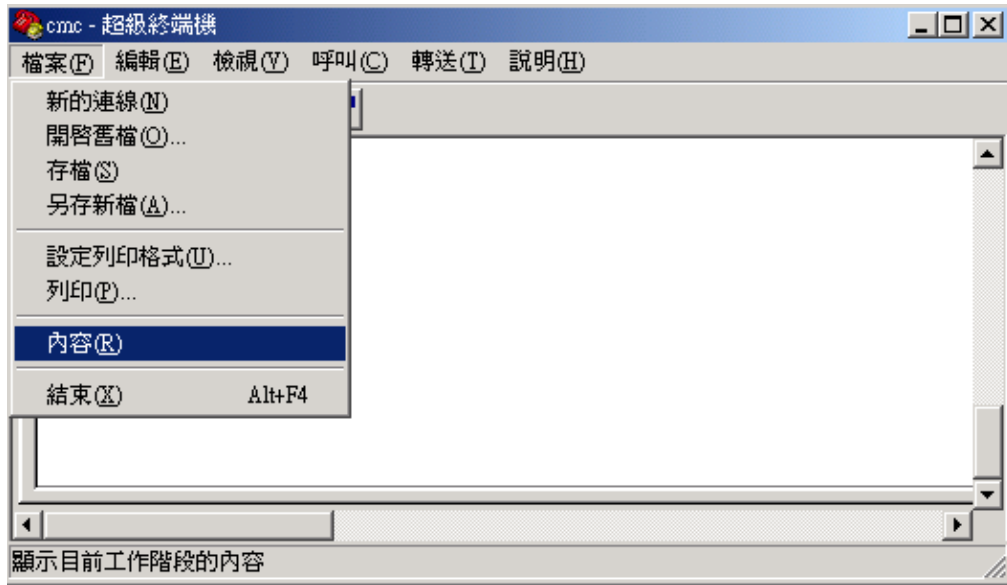 cmc - 超級終端機
檔案(F) 編輯(E) 檢視(V) 呼叫(C) 轉送(T) 說明(H)
新的連線(N)
開啓舊檔(O)...
存檔(S)
另存新檔(A)...
設定列印格式(U)...
列印(P)...
內容(R)
結束(X) Alt+F4
顯示目前工作階段的內容